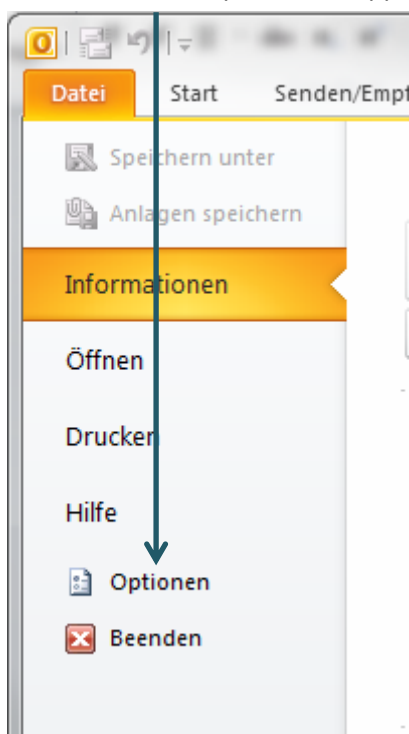 Datei Start Senden/Empf
Speichern unter
Anlagen speichern
Informationen
Öffnen
Drucken
Hilfe
Optionen
Beenden